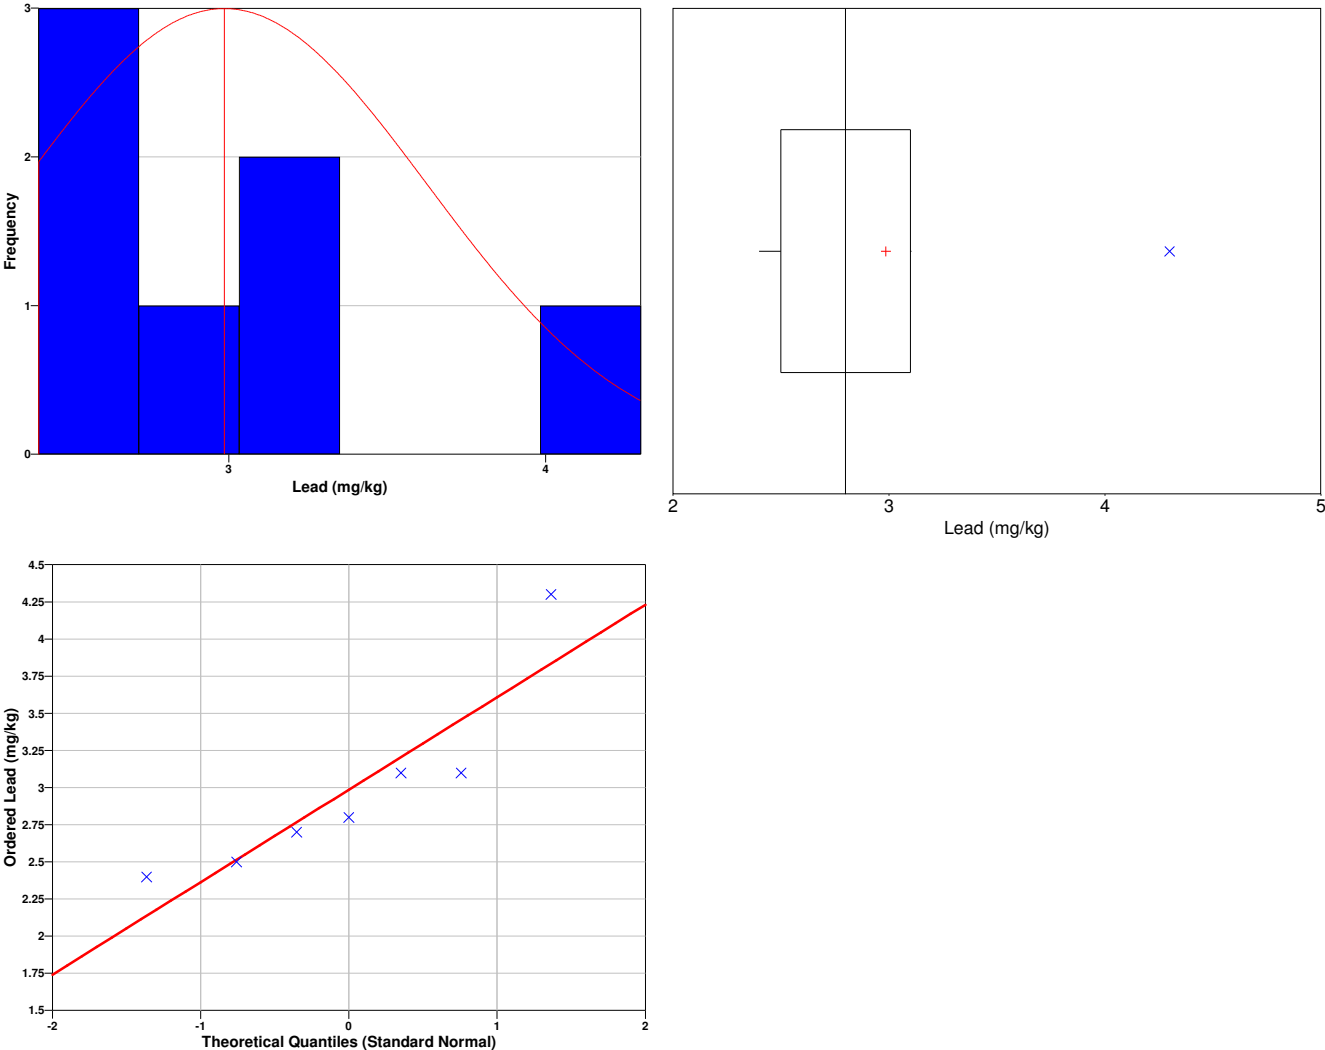 3
2
1
0
Frequency
3 4
Lead (mg/kg)
2 3 4 5
Lead (mg/kg)
4.5
4.25
4
3.75
3.5
3.25
3
2.75
2.5
2.25
2
1.75
1.5
Ordered Lead (mg/kg)
-2 -1 0 1 2
Theoretical Quantiles (Standard Normal)